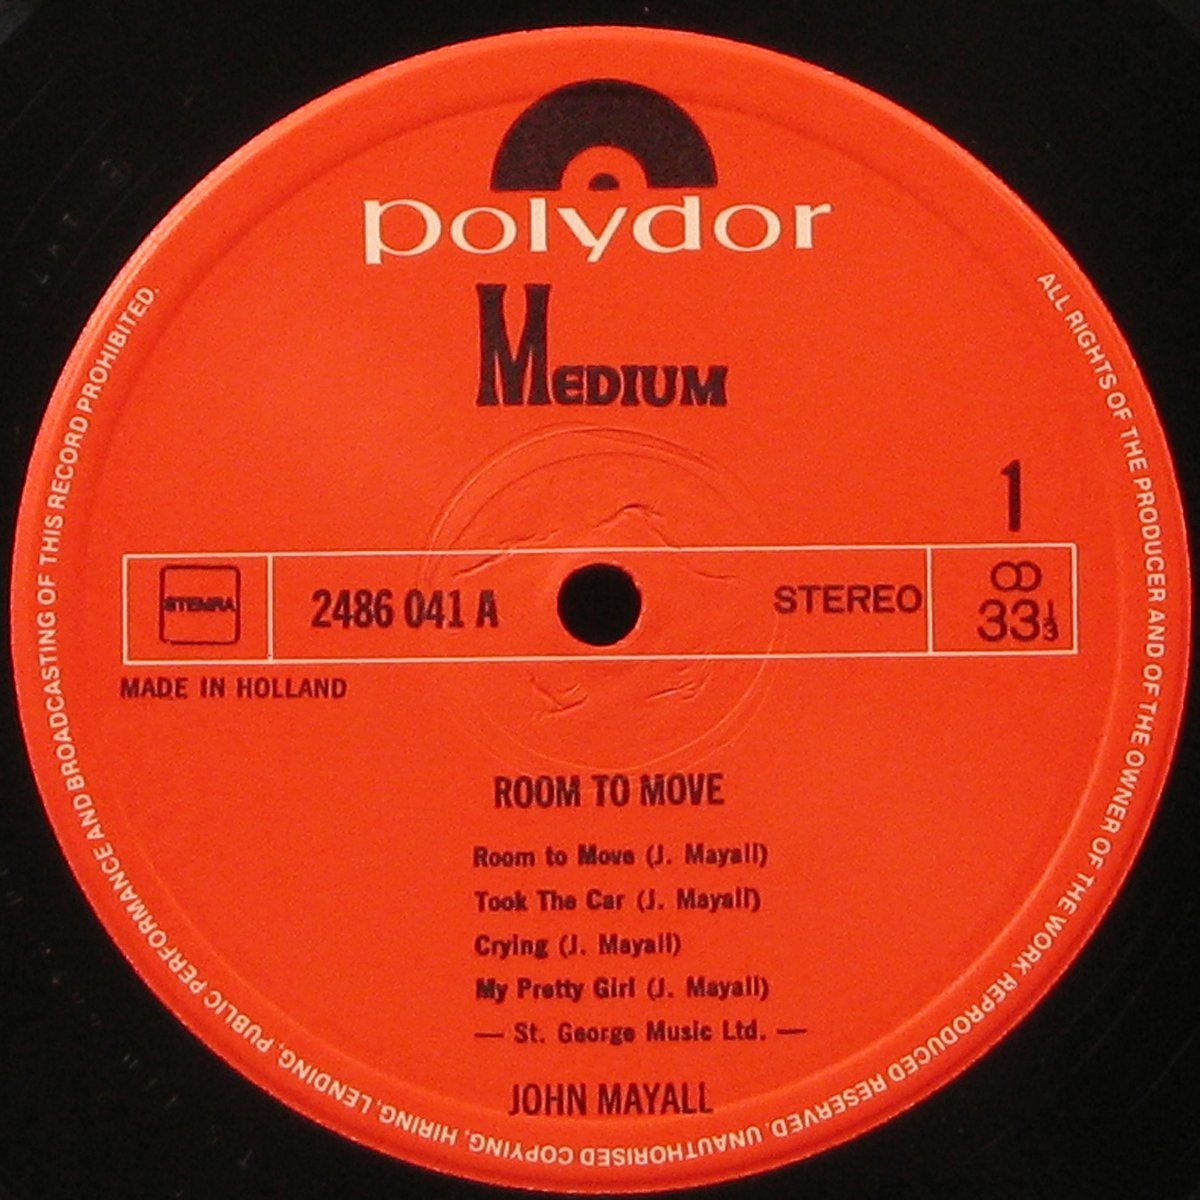 polydor
MEDIUM
1
STEMRA
2486 041 A
STEREO
33 1/3
MADE IN HOLLAND
ROOM TO MOVE
Room to Move (J. Mayall)
Took The Car (J. Mayall)
Crying (J. Mayall)
My Pretty Girl (J. Mayall)
— St. George Music Ltd. —
JOHN MAYALL
ALL RIGHTS OF THE PRODUCER AND OF THE OWNER OF THE WORK REPRODUCED RESERVED. UNAUTHORISED COPYING, HIRING, LENDING, PUBLIC PERFORMANCE AND BROADCASTING OF THIS RECORD PROHIBITED.